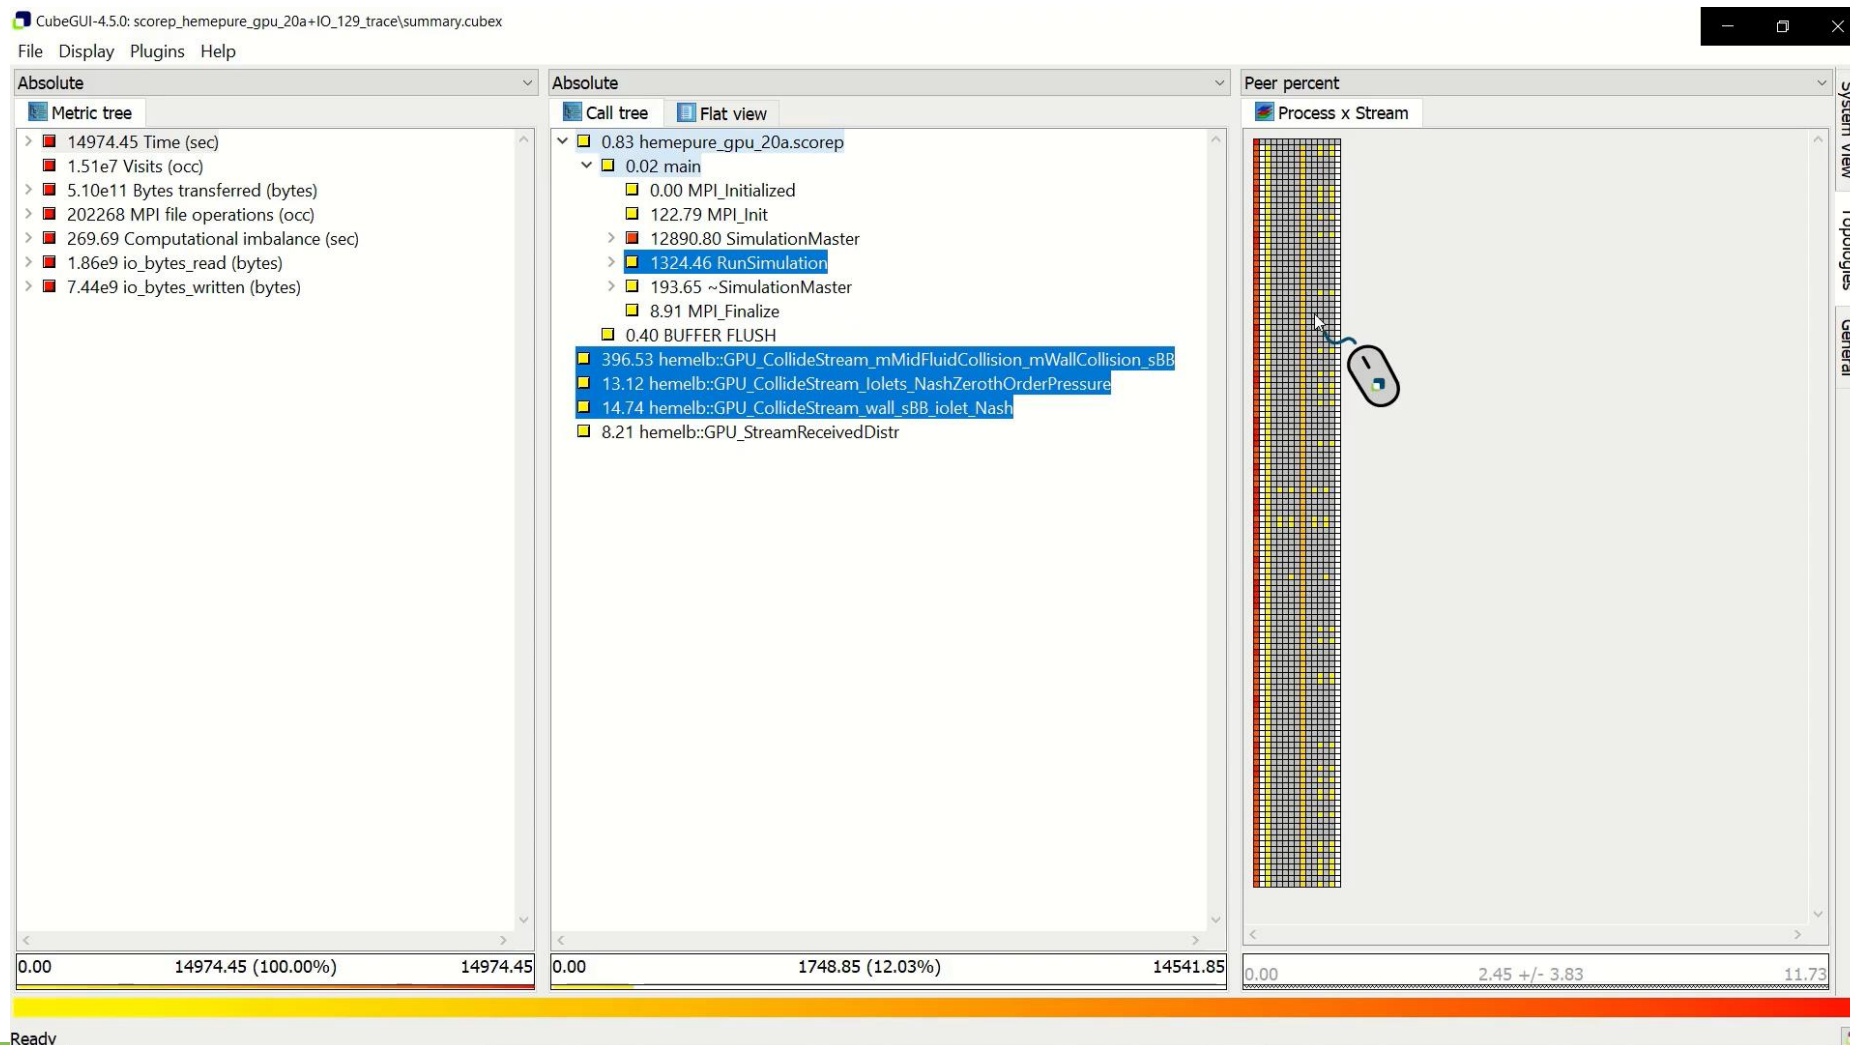 CubeGUI-4.5.0: scorep_hemepure_gpu_20a+IO_129_trace\summary.cubex
File Display Plugins Help
Absolute
Metric tree
14974.45 Time (sec)
1.51e7 Visits (occ)
5.10e11 Bytes transferred (bytes)
202268 MPI file operations (occ)
269.69 Computational imbalance (sec)
1.86e9 io_bytes_read (bytes)
7.44e9 io_bytes_written (bytes)
0.00 14974.45 (100.00%) 14974.45
Absolute
Call tree Flat view
0.83 hemepure_gpu_20a.scorep
0.02 main
0.00 MPI_Initialized
122.79 MPI_Init
12890.80 SimulationMaster
1324.46 RunSimulation
193.65 ~SimulationMaster
8.91 MPI_Finalize
0.40 BUFFER FLUSH
396.53 hemelb::GPU_CollideStream_mMidFluidCollision_mWallCollision_sBB
13.12 hemelb::GPU_CollideStream_Iolets_NashZerothOrderPressure
14.74 hemelb::GPU_CollideStream_wall_sBB_iolet_Nash
8.21 hemelb::GPU_StreamReceivedDistr
0.00 1748.85 (12.03%) 14541.85
Peer percent
Process x Stream
0.00 2.45 +/- 3.83 11.73
System View
Topologies
General
Ready